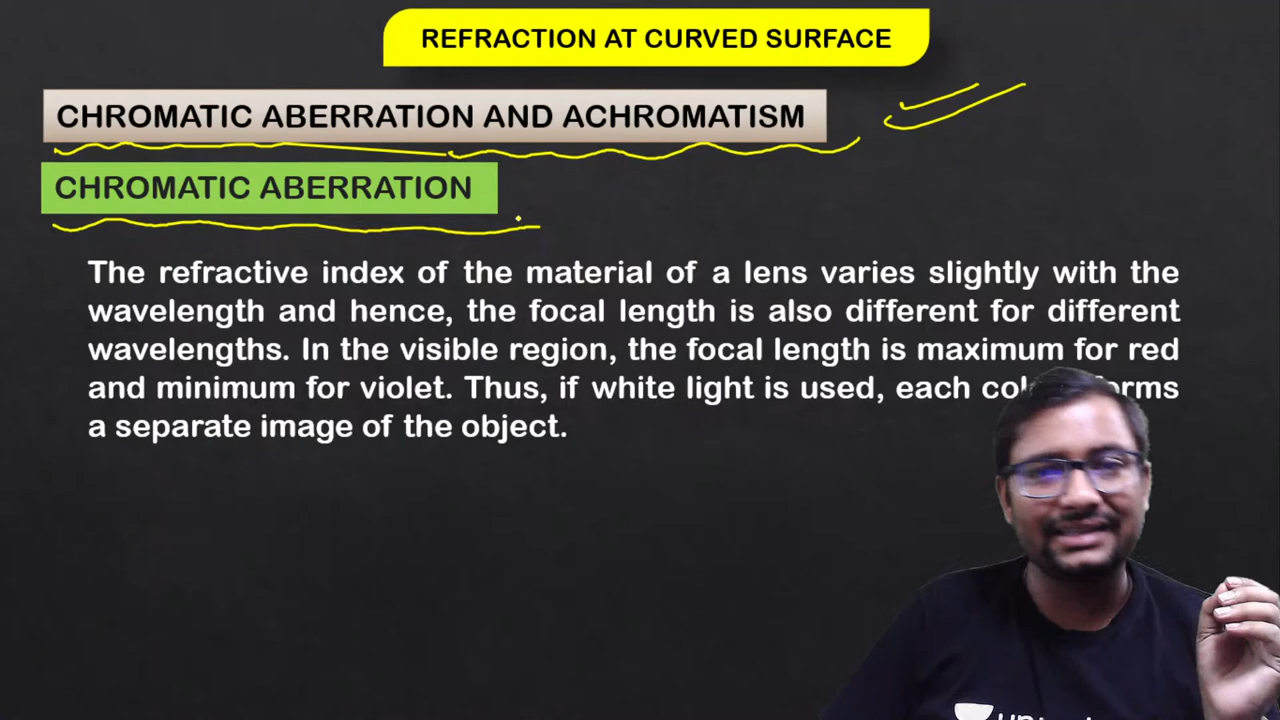 REFRACTION AT CURVED SURFACE
CHROMATIC ABERRATION AND ACHROMATISM
CHROMATIC ABERRATION
The refractive index of the material of a lens varies slightly with the
wavelength and hence, the focal length is also different for different
wavelengths. In the visible region, the focal length is maximum for red
and minimum for violet. Thus, if white light is used, each
a separate image of the object.